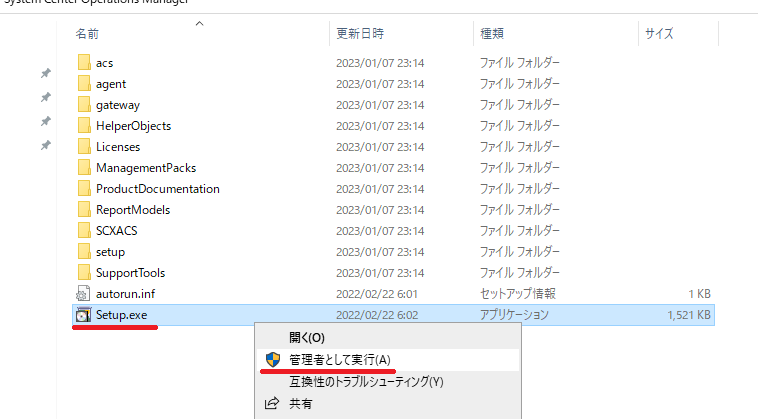 System Center Operations Manager
名前 更新日時 種類 サイズ
acs 2023/01/07 23:14 ファイル フォルダー
agent 2023/01/07 23:14 ファイル フォルダー
gateway 2023/01/07 23:14 ファイル フォルダー
HelperObjects 2023/01/07 23:14 ファイル フォルダー
Licenses 2023/01/07 23:14 ファイル フォルダー
ManagementPacks 2023/01/07 23:14 ファイル フォルダー
ProductDocumentation 2023/01/07 23:14 ファイル フォルダー
ReportModels 2023/01/07 23:14 ファイル フォルダー
SCXACS 2023/01/07 23:14 ファイル フォルダー
setup 2023/01/07 23:14 ファイル フォルダー
SupportTools 2023/01/07 23:14 ファイル フォルダー
autorun.inf 2022/02/22 6:01 セットアップ情報 1 KB
Setup.exe 2022/02/22 6:02 アプリケーション 1,521 KB
開く(O)
管理者として実行(A)
互換性のトラブルシューティング(Y)
共有